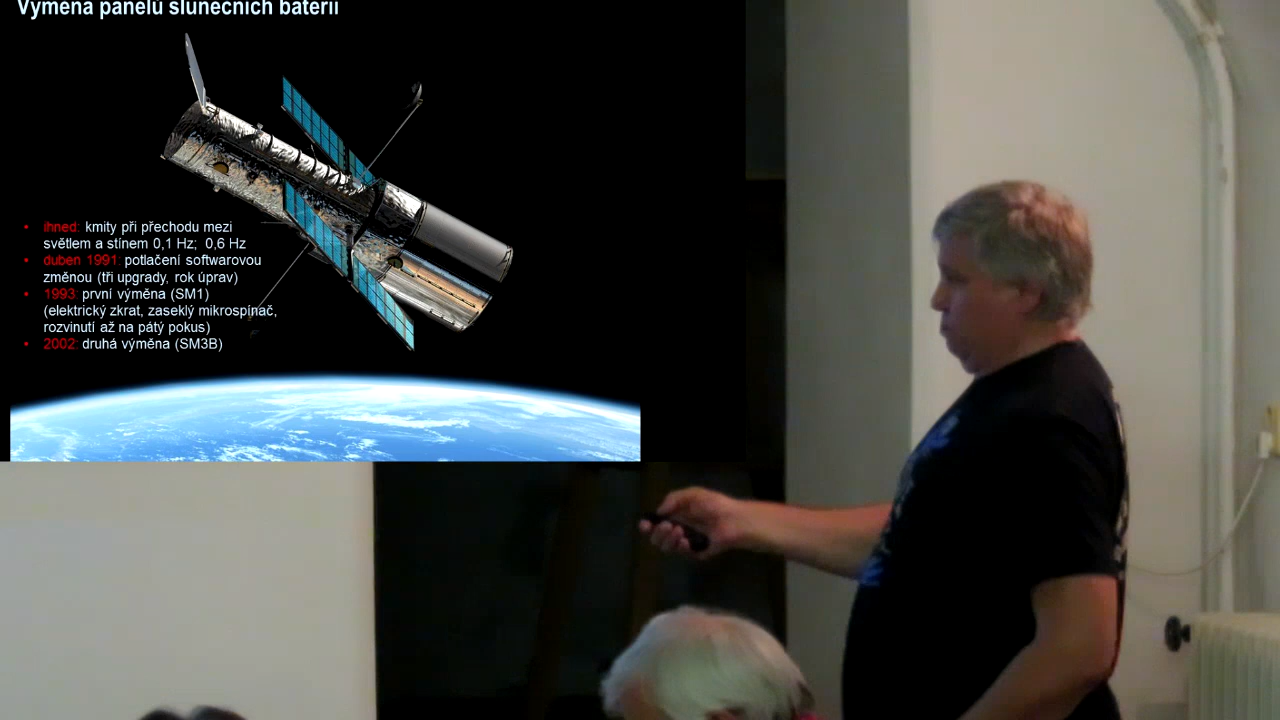 Výměna panelů slunečních baterií
• ihned: kmity při přechodu mezi
světlem a stínem 0,1 Hz; 0,6 Hz
• duben 1991: potlačení softwarovou
změnou (tři upgrady, rok úprav)
• 1993: první výměna (SM1)
(elektrický zkrat, zaseklý mikrospínač,
rozvinutí až na pátý pokus)
• 2002: druhá výměna (SM3B)